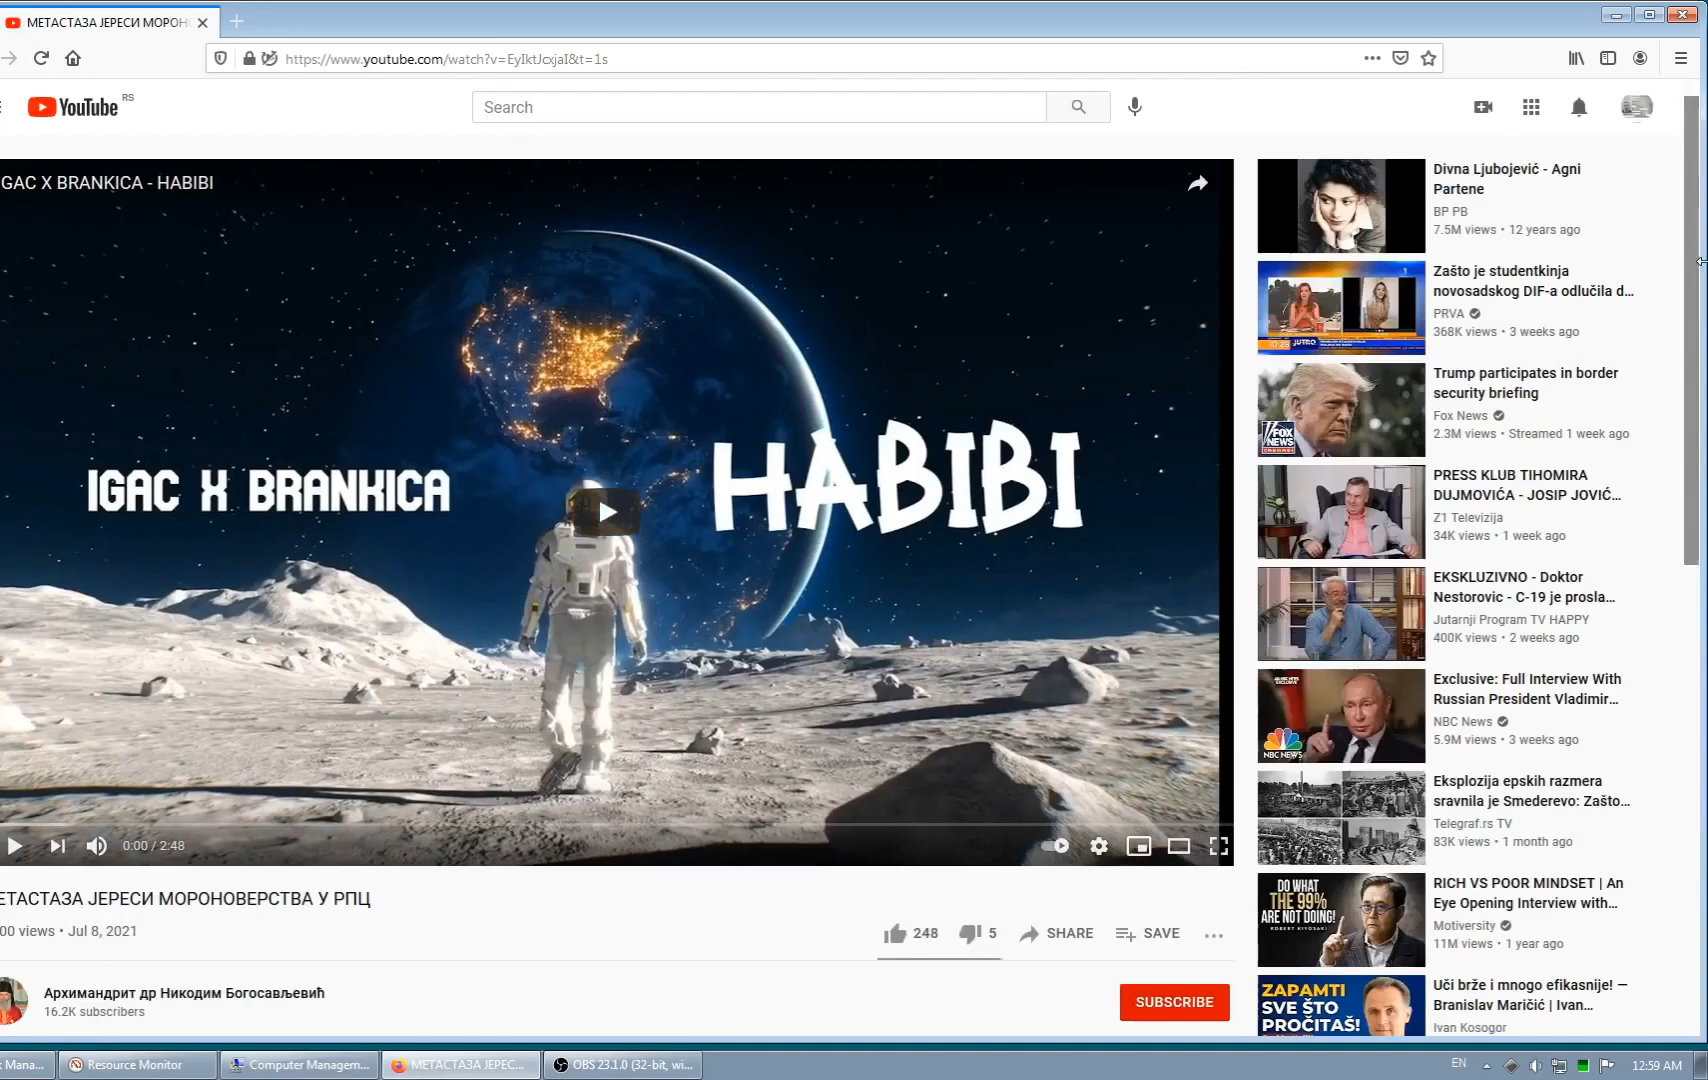 МЕТАСТАЗА ЈЕРЕСИ МОРОН
https://www.youtube.com/watch?v=EyIktJcxjaI&t=1s
YouTube RS
Search
GAC X BRANKICA - HABIBI
IGAC X BRANKICA
HABIBI
0:00 / 2:48
ЕТАСТАЗА ЈЕРЕСИ МОРОНОВЕРСТВА У РПЦ
00 views • Jul 8, 2021
248
5
SHARE
SAVE
Архимандрит др Никодим Богосављевић
16.2K subscribers
SUBSCRIBE
Divna Ljubojević - Agni
Partene
BP PB
7.5M views • 12 years ago
JUTRO
Zašto je studentkinja
novosadskog DIF-a odlučila d...
PRVA
368K views • 3 weeks ago
FOX
NEWS
channel
Trump participates in border
security briefing
Fox News
2.3M views • Streamed 1 week ago
PRESS KLUB TIHOMIRA
DUJMOVIĆA - JOSIP JOVIĆ...
Z1 Televizija
34K views • 1 week ago
EKSKLUZIVNO - Doktor
Nestorovic - C-19 je prosla...
Jutarnji Program TV HAPPY
400K views • 2 weeks ago
NBC NEWS
Exclusive: Full Interview With
Russian President Vladimir...
NBC News
5.9M views • 3 weeks ago
Eksplozija epskih razmera
sravnila je Smederevo: Zašto...
Telegraf.rs TV
83K views • 1 month ago
DO WHAT
THE 99%
ARE NOT DOING!
ROBERT KIYOSAKI
RICH VS POOR MINDSET | An
Eye Opening Interview with...
Motiversity
11M views • 1 year ago
ZAPAMTI
SVE ŠTO
PROČITAŠ!
Uči brže i mnogo efikasnije! —
Branislav Maričić | Ivan...
Ivan Kosogor
k Mana...
Resource Monitor
Computer Managem...
МЕТАСТАЗА ЈЕРЕС...
OBS 23.1.0 (32-bit, wi...
EN
12:59 AM